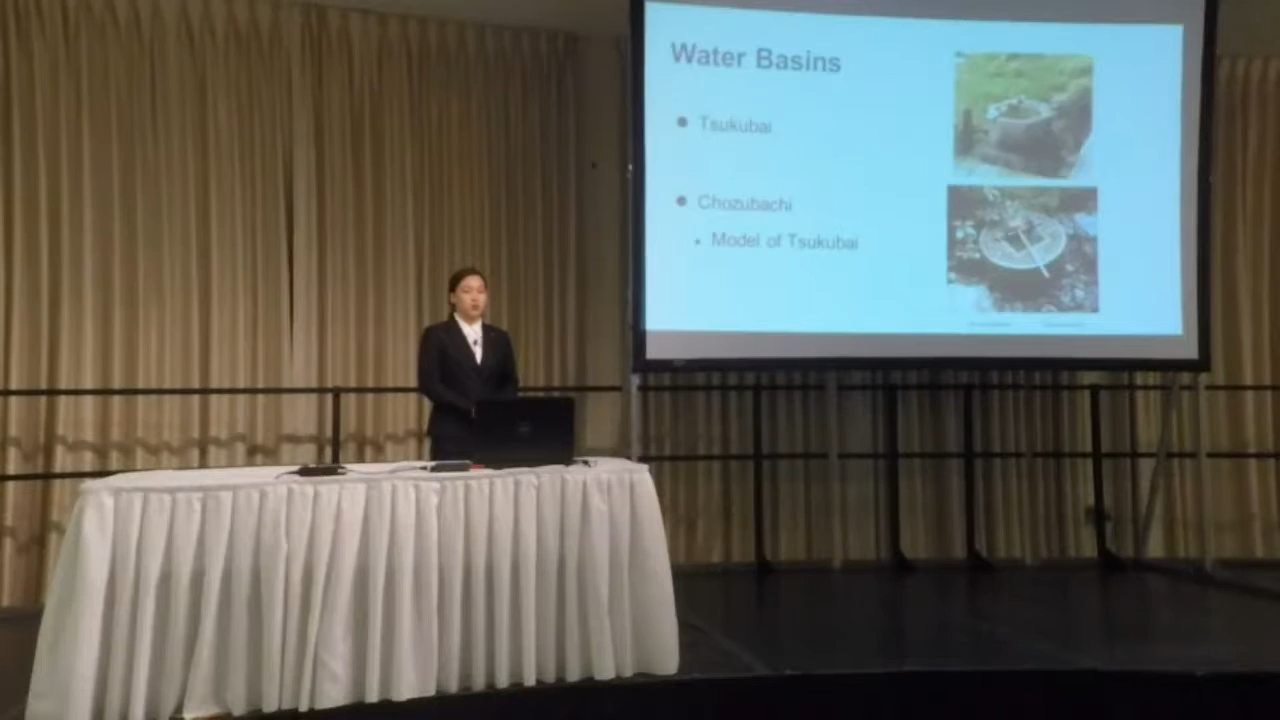 Water Basins
● Tsukubai
● Chozubachi
• Model of Tsukubai